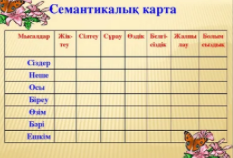 Семантикалық карта
Мысалдар Жік- Сілтеу Сұрау Өздік Белгі- Жалпы Болым
теу сіздік лау сыздық
Сіздер
Неше
Осы
Біреу
Өзім
Бәрі
Ешкім